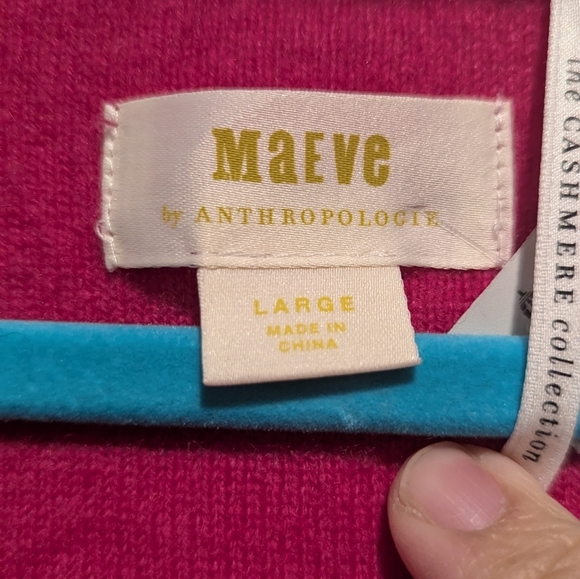 MaEVe
by ANTHROPOLOGIE
LARGE
MADE IN
CHINA
the CASHMERE collection